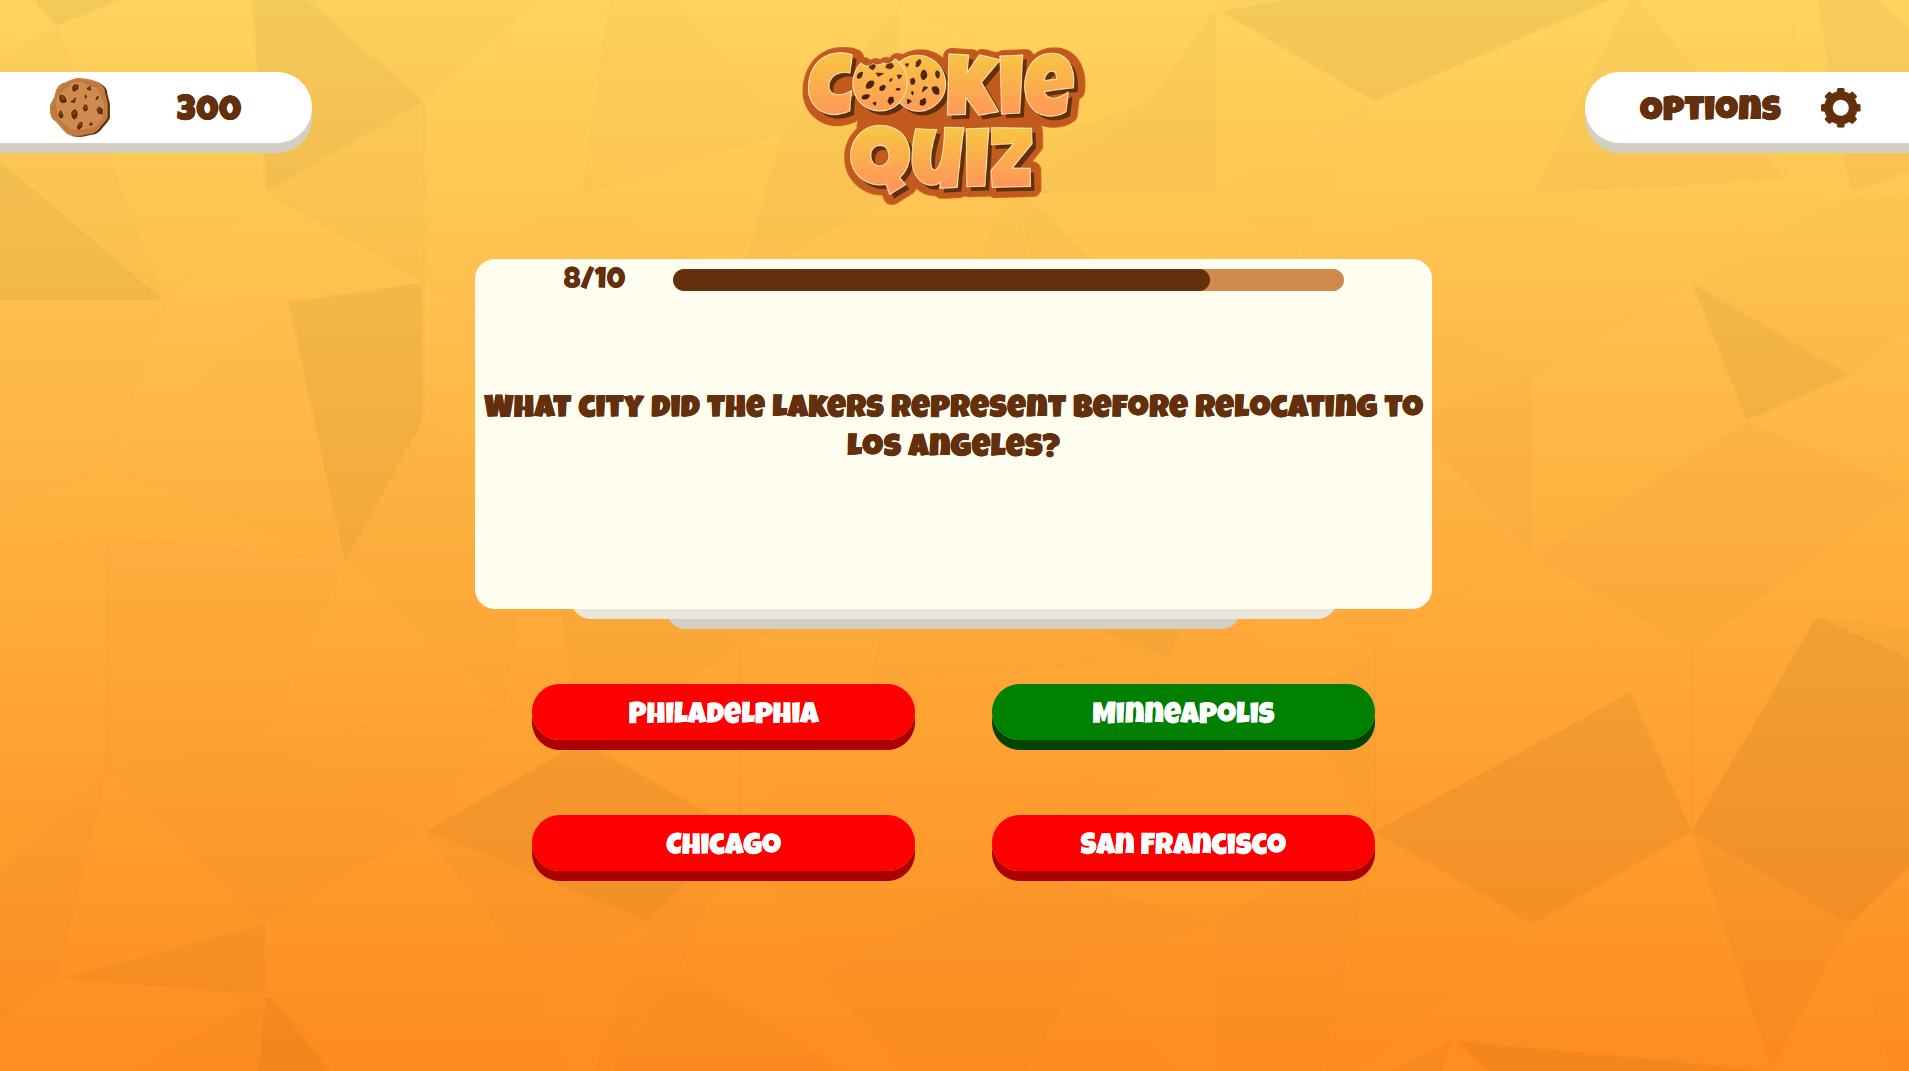 COOKIE
QUIZ
300
OPTIONS
8/10
WHAT CITY DID THE LAKERS REPRESENT BEFORE RELOCATING TO
LOS ANGELES?
PHILADELPHIA
MINNEAPOLIS
CHICAGO
SAN FRANCISCO